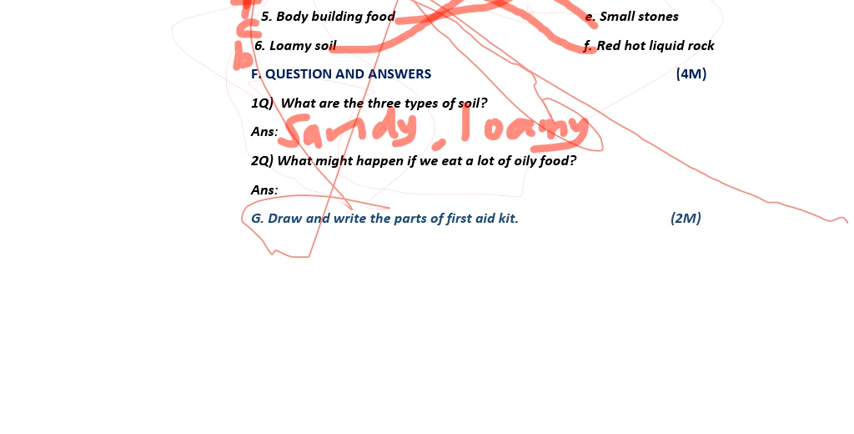 5. Body building food e. Small stones
6. Loamy soil f. Red hot liquid rock
F. QUESTION AND ANSWERS (4M)
1Q) What are the three types of soil?
Ans: Sandy, loamy
2Q) What might happen if we eat a lot of oily food?
Ans:
G. Draw and write the parts of first aid kit. (2M)